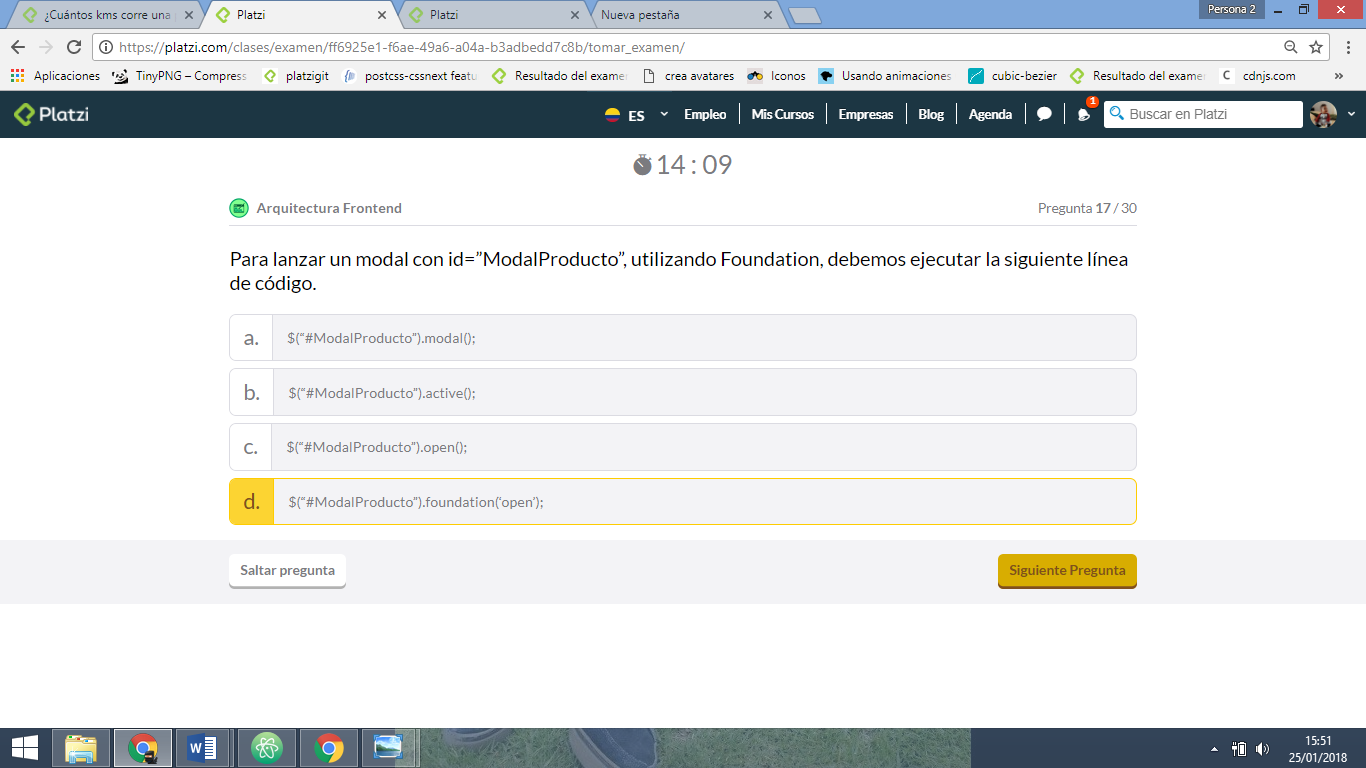 ¿Cuántos kms corre una
Platzi
Platzi
Nueva pestaña
Persona 2
https://platzi.com/clases/examen/ff6925e1-f6ae-49a6-a04a-b3adbedd7c8b/tomar_examen/
Aplicaciones TinyPNG – Compress platzigit postcss-cssnext featu Resultado del exame crea avatares Iconos Usando animaciones cubic-bezier Resultado del exame cdnjs.com »
Platzi ES Empleo Mis Cursos Empresas Blog Agenda 1 Buscar en Platzi
14 : 09
Arquitectura Frontend Pregunta 17 / 30
Para lanzar un modal con id=”ModalProducto”, utilizando Foundation, debemos ejecutar la siguiente línea
de código.
a. $(“#ModalProducto”).modal();
b. $(“#ModalProducto”).active();
c. $(“#ModalProducto”).open();
d. $(“#ModalProducto”).foundation(‘open’);
Saltar pregunta Siguiente Pregunta
15:51
25/01/2018